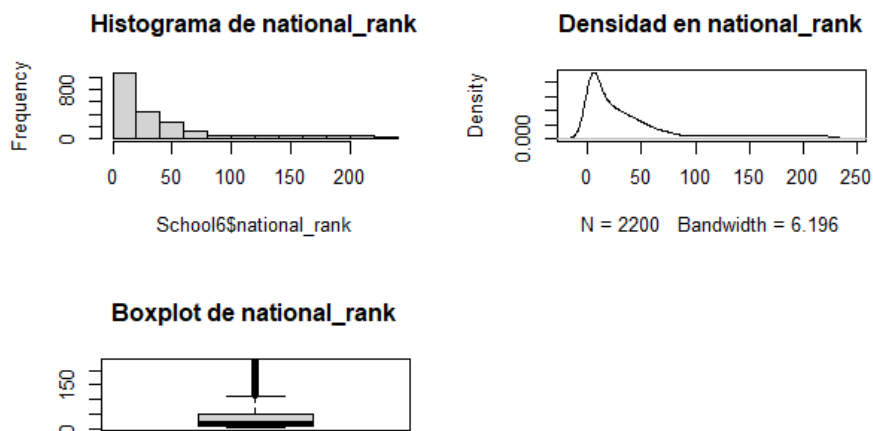 Histograma de national_rank
Frequency
800
0
0 50 100 150 200
School6$national_rank
Densidad en national_rank
Density
0.000
0 50 100 150 200 250
N = 2200 Bandwidth = 6.196
Boxplot de national_rank
150
0